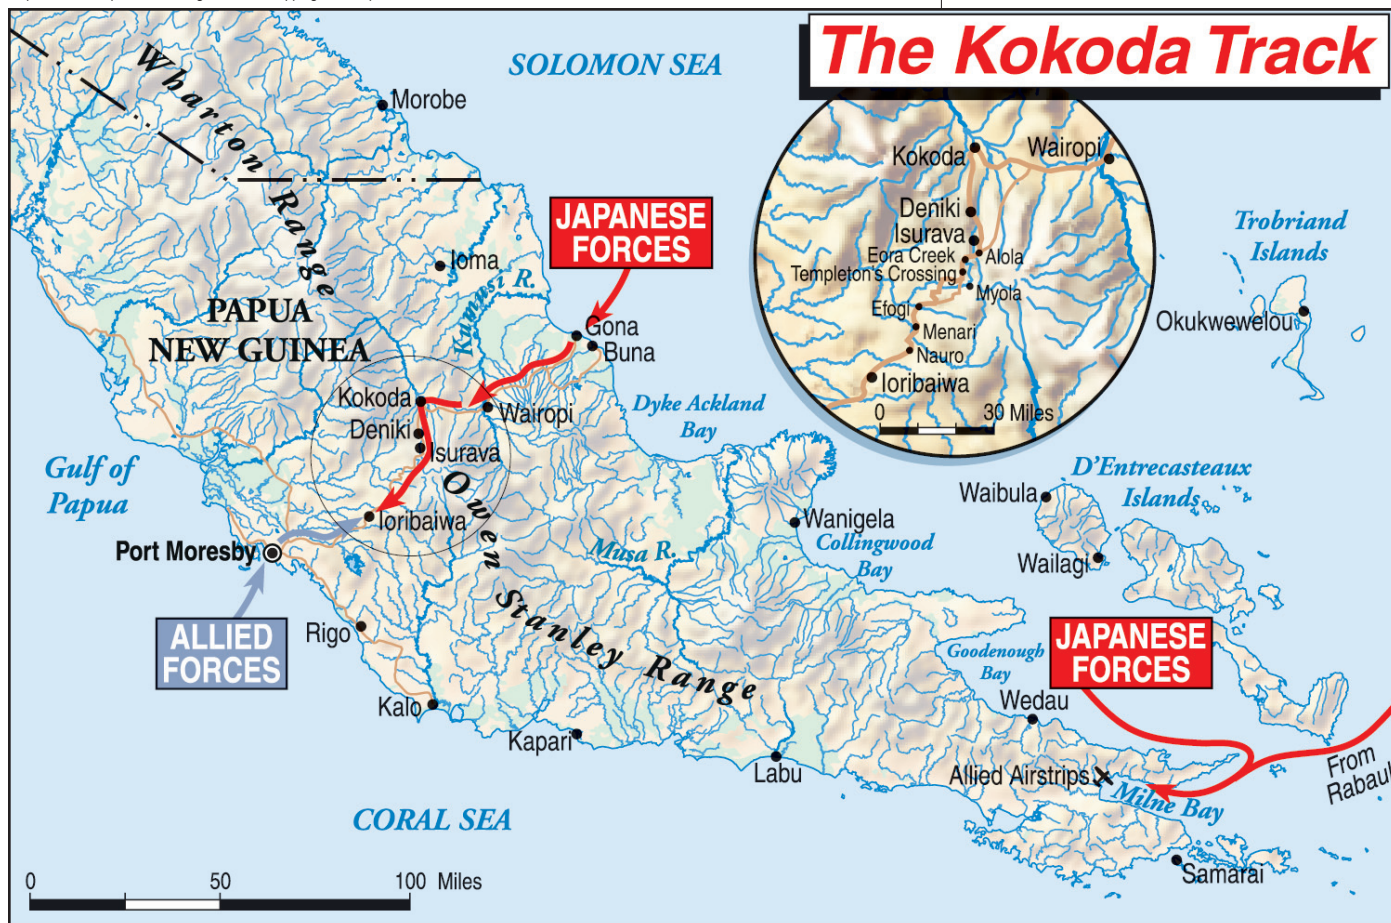 The Kokoda Track
SOLOMON SEA
Wharton Range
Morobe
JAPANESE
FORCES
Ioma
Kumusi R.
PAPUA
NEW GUINEA
Gona
Buna
Kokoda
Wairopi
Deniki
Isurava
Dyke Ackland
Bay
Gulf of
Papua
Ioribaiwa
Port Moresby
ALLIED
FORCES
Owen Stanley Range
Musa R.
Wanigela
Collingwood
Bay
Rigo
Kalo
Kapari
Labu
CORAL SEA
0 50 100 Miles
Kokoda
Wairopi
Deniki
Isurava
Eora Creek
Alola
Templeton's Crossing
Myola
Efogi
Menari
Nauro
Ioribaiwa
0 30 Miles
Trobriand
Islands
Okukwewelou
D'Entrecasteaux
Islands
Waibula
Wailagi
Goodenough
Bay
JAPANESE
FORCES
Wedau
Allied Airstrips
Milne Bay
From
Rabaul
Samarai